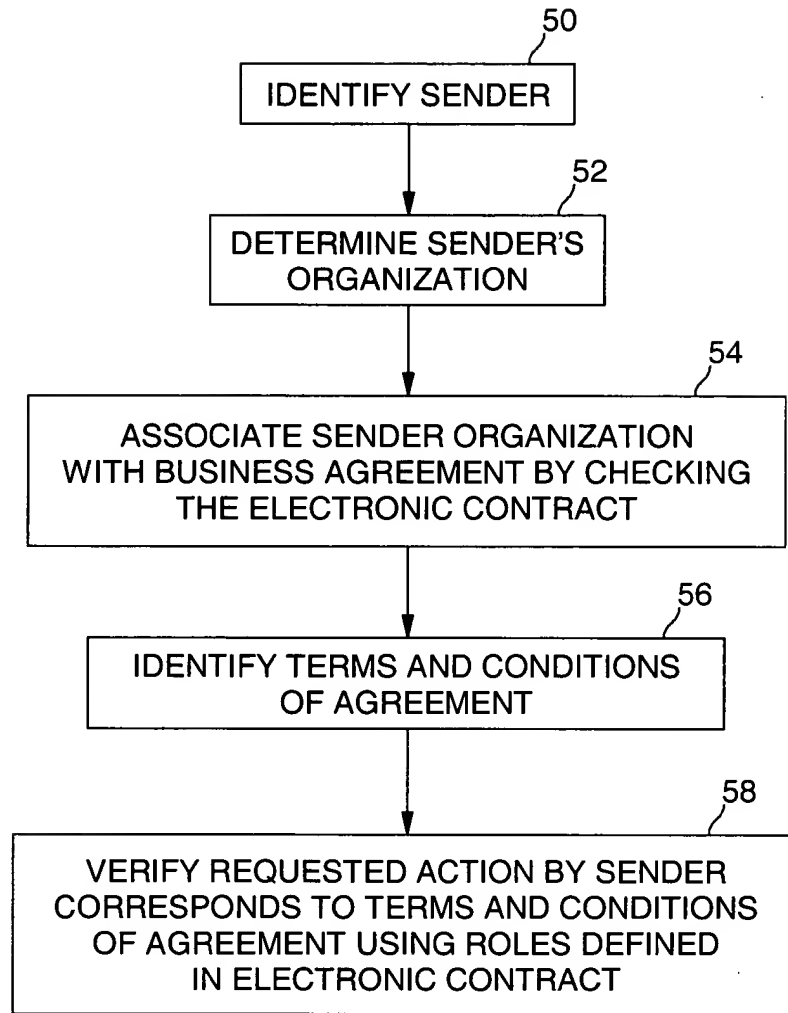 50
IDENTIFY SENDER
52
DETERMINE SENDER'S
ORGANIZATION
54
ASSOCIATE SENDER ORGANIZATION
WITH BUSINESS AGREEMENT BY CHECKING
THE ELECTRONIC CONTRACT
56
IDENTIFY TERMS AND CONDITIONS
OF AGREEMENT
58
VERIFY REQUESTED ACTION BY SENDER
CORRESPONDS TO TERMS AND CONDITIONS
OF AGREEMENT USING ROLES DEFINED
IN ELECTRONIC CONTRACT